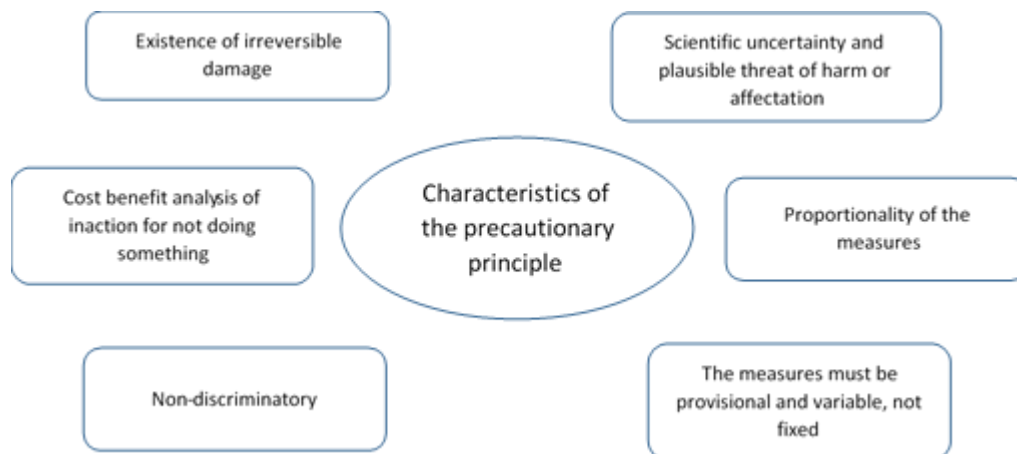 Existence of irreversible
damage
Scientific uncertainty and
plausible threat of harm or
affectation
Cost benefit analysis of
inaction for not doing
something
Characteristics of
the precautionary
principle
Proportionality of the
measures
Non-discriminatory
The measures must be
provisional and variable, not
fixed